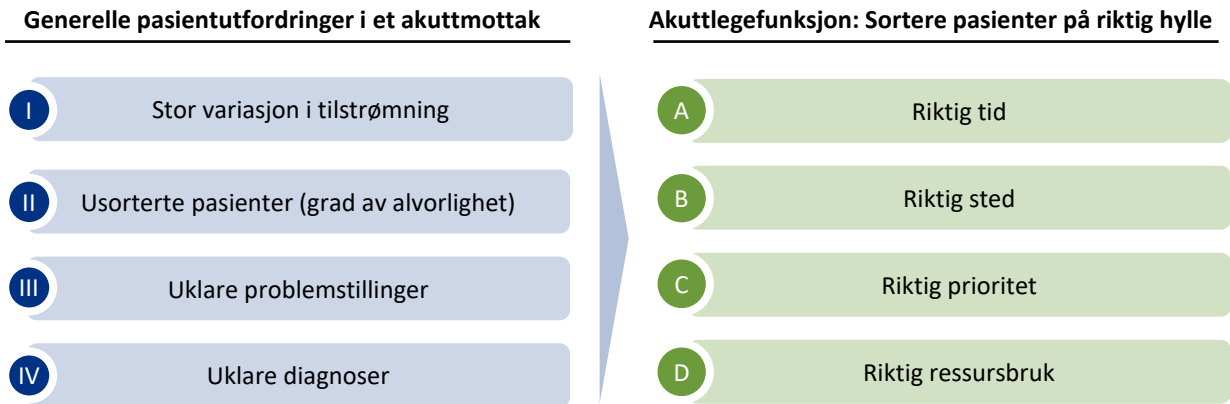 Generelle pasientutfordringer i et akuttmottak
I
Stor variasjon i tilstrømning
II
Usorterte pasienter (grad av alvorlighet)
III
Uklare problemstillinger
IV
Uklare diagnoser
Akuttlegefunksjon: Sortere pasienter på riktig hylle
A
Riktig tid
B
Riktig sted
C
Riktig prioritet
D
Riktig ressursbruk